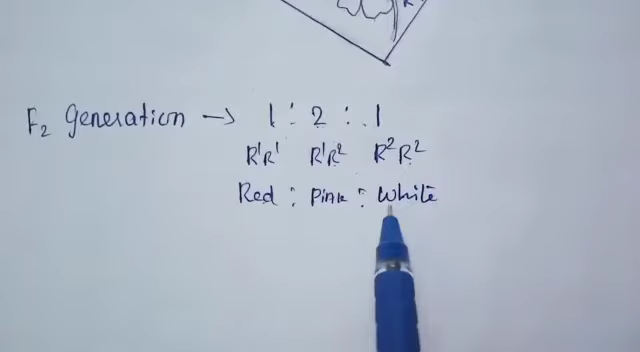 F₂ Generation → 1 : 2 : 1
R¹R¹ R¹R² R²R²
Red : Pink : White